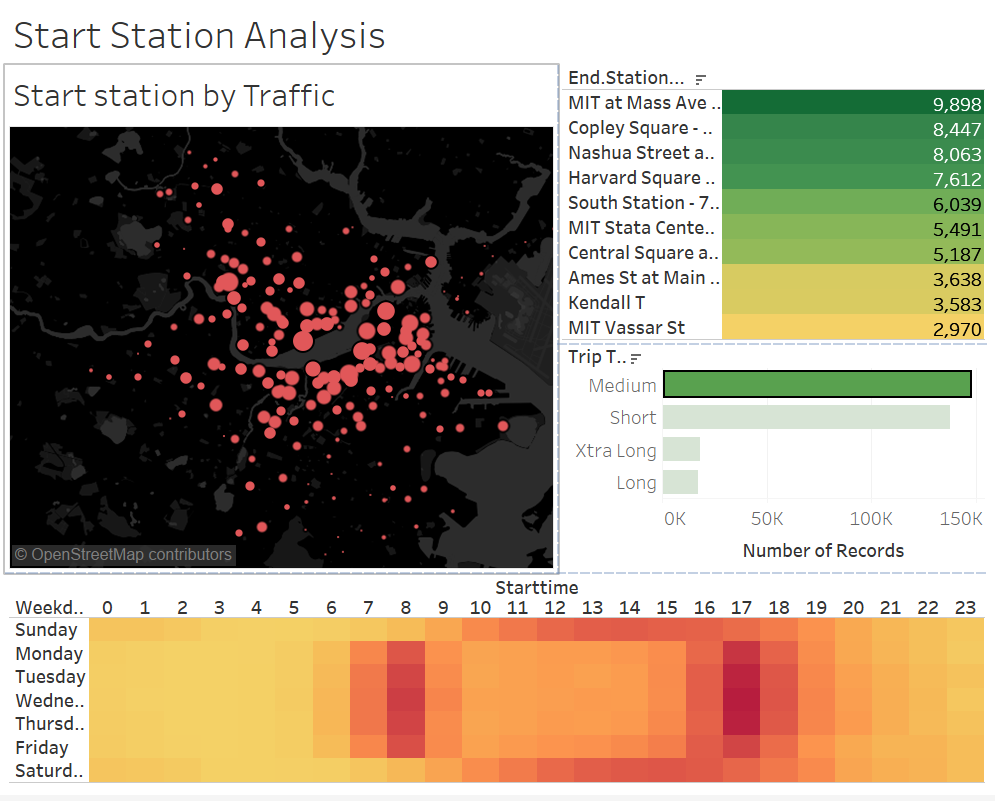 Start Station Analysis
Start station by Traffic
© OpenStreetMap contributors
End.Station...
MIT at Mass Ave .. 9,898
Copley Square - .. 8,447
Nashua Street a.. 8,063
Harvard Square .. 7,612
South Station - 7.. 6,039
MIT Stata Cente.. 5,491
Central Square a.. 5,187
Ames St at Main .. 3,638
Kendall T 3,583
MIT Vassar St 2,970
Trip T..
Medium
Short
Xtra Long
Long
0K 50K 100K 150K
Number of Records
Starttime
Weekd.. 0 1 2 3 4 5 6 7 8 9 10 11 12 13 14 15 16 17 18 19 20 21 22 23
Sunday
Monday
Tuesday
Wedne..
Thursd..
Friday
Saturd..